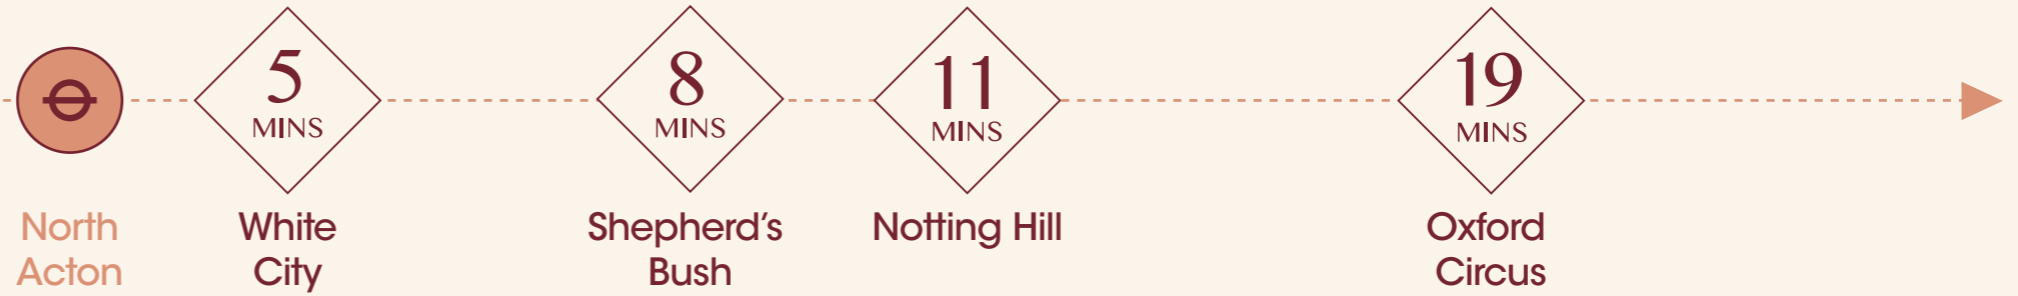 5
MINS
8
MINS
11
MINS
19
MINS
North
Acton
White
City
Shepherd’s
Bush
Notting Hill
Oxford
Circus